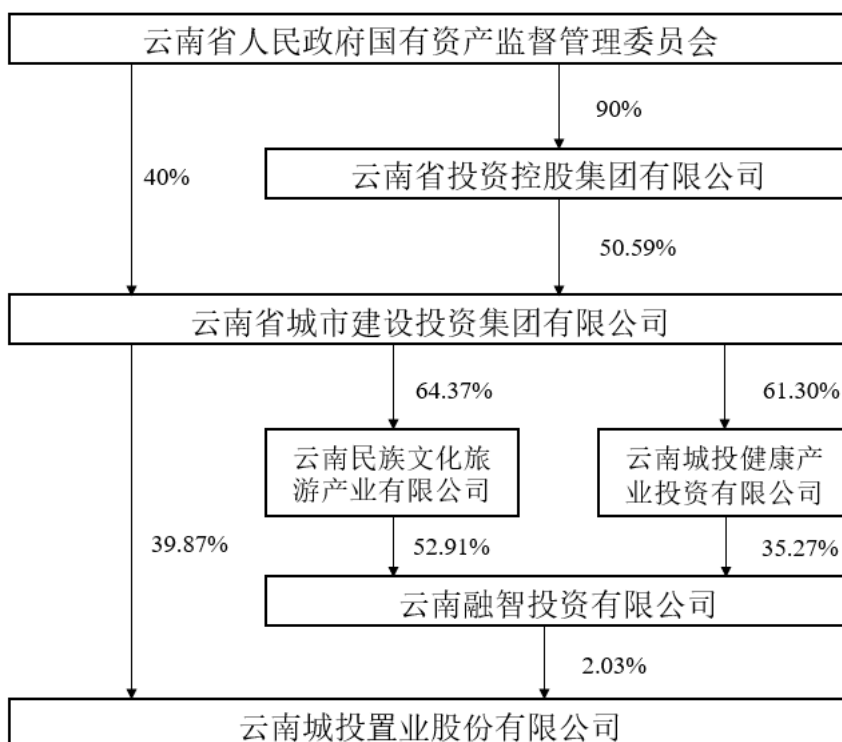 云南省人民政府国有资产监督管理委员会
90%
40%
云南省投资控股集团有限公司
50.59%
云南省城市建设投资集团有限公司
64.37%
61.30%
云南民族文化旅
游产业有限公司
云南城投健康产
业投资有限公司
39.87%
52.91%
35.27%
云南融智投资有限公司
2.03%
云南城投置业股份有限公司